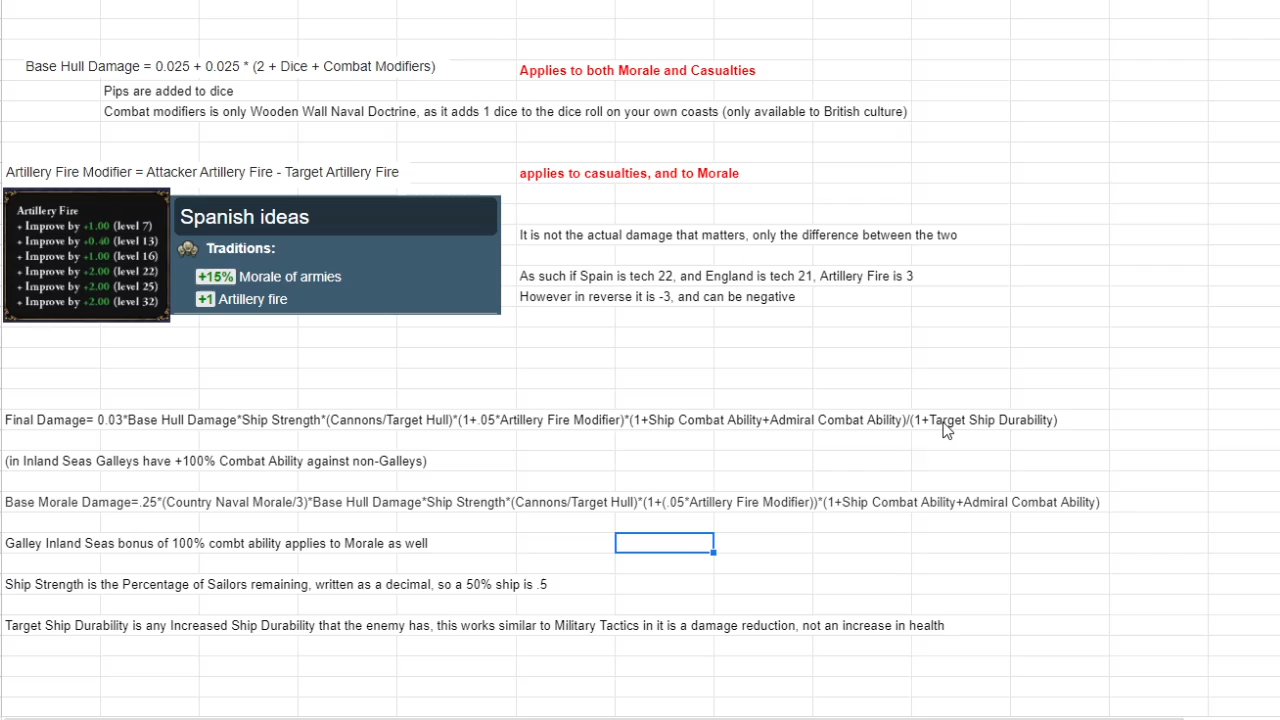 Base Hull Damage = 0.025 + 0.025 * (2 + Dice + Combat Modifiers)
Applies to both Morale and Casualties
Pips are added to dice
Combat modifiers is only Wooden Wall Naval Doctrine, as it adds 1 dice to the dice roll on your own coasts (only available to British culture)
Artillery Fire Modifier = Attacker Artillery Fire - Target Artillery Fire
applies to casualties, and to Morale
Artillery Fire
+ Improve by +1.00 (level 7)
+ Improve by +0.40 (level 13)
+ Improve by +1.00 (level 16)
+ Improve by +2.00 (level 22)
+ Improve by +2.00 (level 25)
+ Improve by +2.00 (level 32)
Spanish ideas
Traditions:
+15% Morale of armies
+1 Artillery fire
It is not the actual damage that matters, only the difference between the two
As such if Spain is tech 22, and England is tech 21, Artillery Fire is 3
However in reverse it is -3, and can be negative
Final Damage= 0.03*Base Hull Damage*Ship Strength*(Cannons/Target Hull)*(1+.05*Artillery Fire Modifier)*(1+Ship Combat Ability+Admiral Combat Ability)/(1+Target Ship Durability)
(in Inland Seas Galleys have +100% Combat Ability against non-Galleys)
Base Morale Damage=.25*(Country Naval Morale/3)*Base Hull Damage*Ship Strength*(Cannons/Target Hull)*(1+(.05*Artillery Fire Modifier))*(1+Ship Combat Ability+Admiral Combat Ability)
Galley Inland Seas bonus of 100% combt ability applies to Morale as well
Ship Strength is the Percentage of Sailors remaining, written as a decimal, so a 50% ship is .5
Target Ship Durability is any Increased Ship Durability that the enemy has, this works similar to Military Tactics in it is a damage reduction, not an increase in health